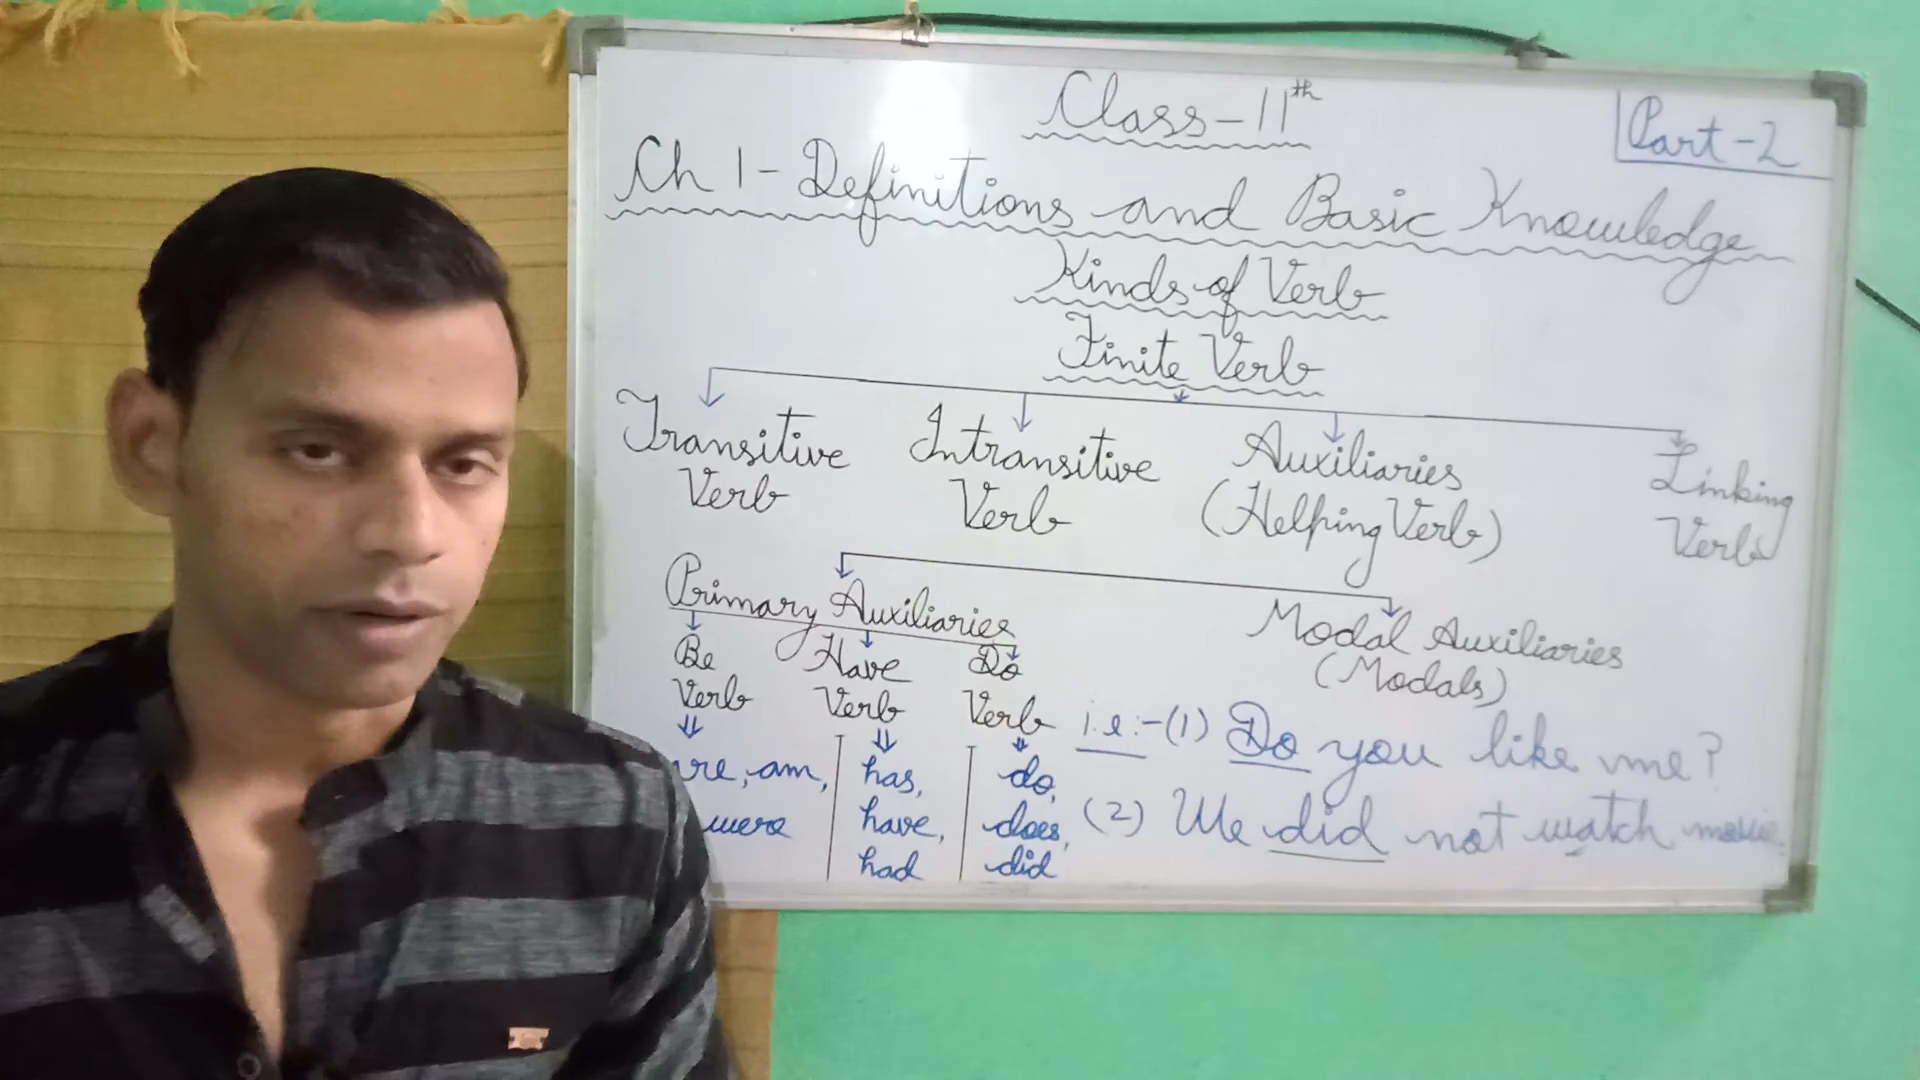 Class-11th
Part-2
Ch 1- Definitions and Basic Knowledge
Kinds of Verb
Finite Verb
Transitive Verb
Intransitive Verb
Auxiliaries (Helping Verb)
Linking Verb
Primary Auxiliaries
Modal Auxiliaries (Modals)
Be Verb
Have Verb
Do Verb
am,
were
has,
have,
had
do,
does,
did
i.e:-(1) Do you like me?
(2) We did not watch movie.